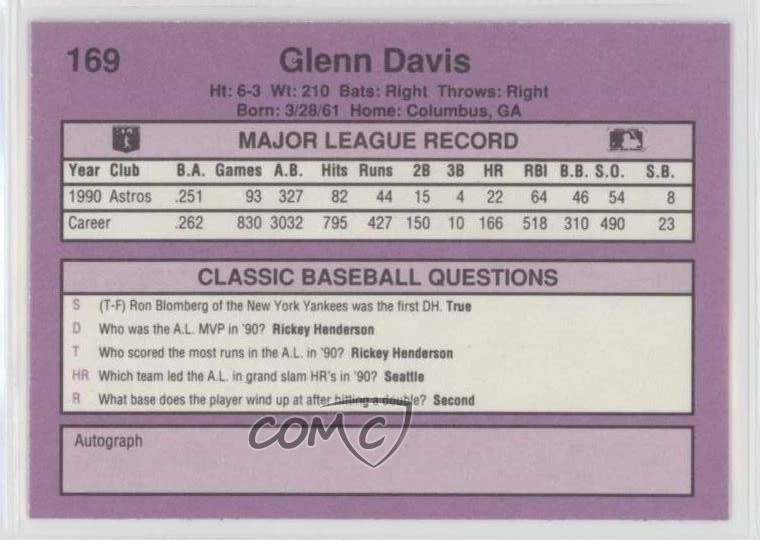 169 Glenn Davis
Ht: 6-3 Wt: 210 Bats: Right Throws: Right
Born: 3/28/61 Home: Columbus, GA
MAJOR LEAGUE RECORD
Year Club B.A. Games A.B. Hits Runs 2B 3B HR RBI B.B. S.O. S.B.
1990 Astros .251 93 327 82 44 15 4 22 64 46 54 8
Career .262 830 3032 795 427 150 10 166 518 310 490 23
CLASSIC BASEBALL QUESTIONS
S (T-F) Ron Blomberg of the New York Yankees was the first DH. True
D Who was the A.L. MVP in '90? Rickey Henderson
T Who scored the most runs in the A.L. in '90? Rickey Henderson
HR Which team led the A.L. in grand slam HR's in '90? Seattle
R What base does the player wind up at after hitting a double? Second
COMC
Autograph